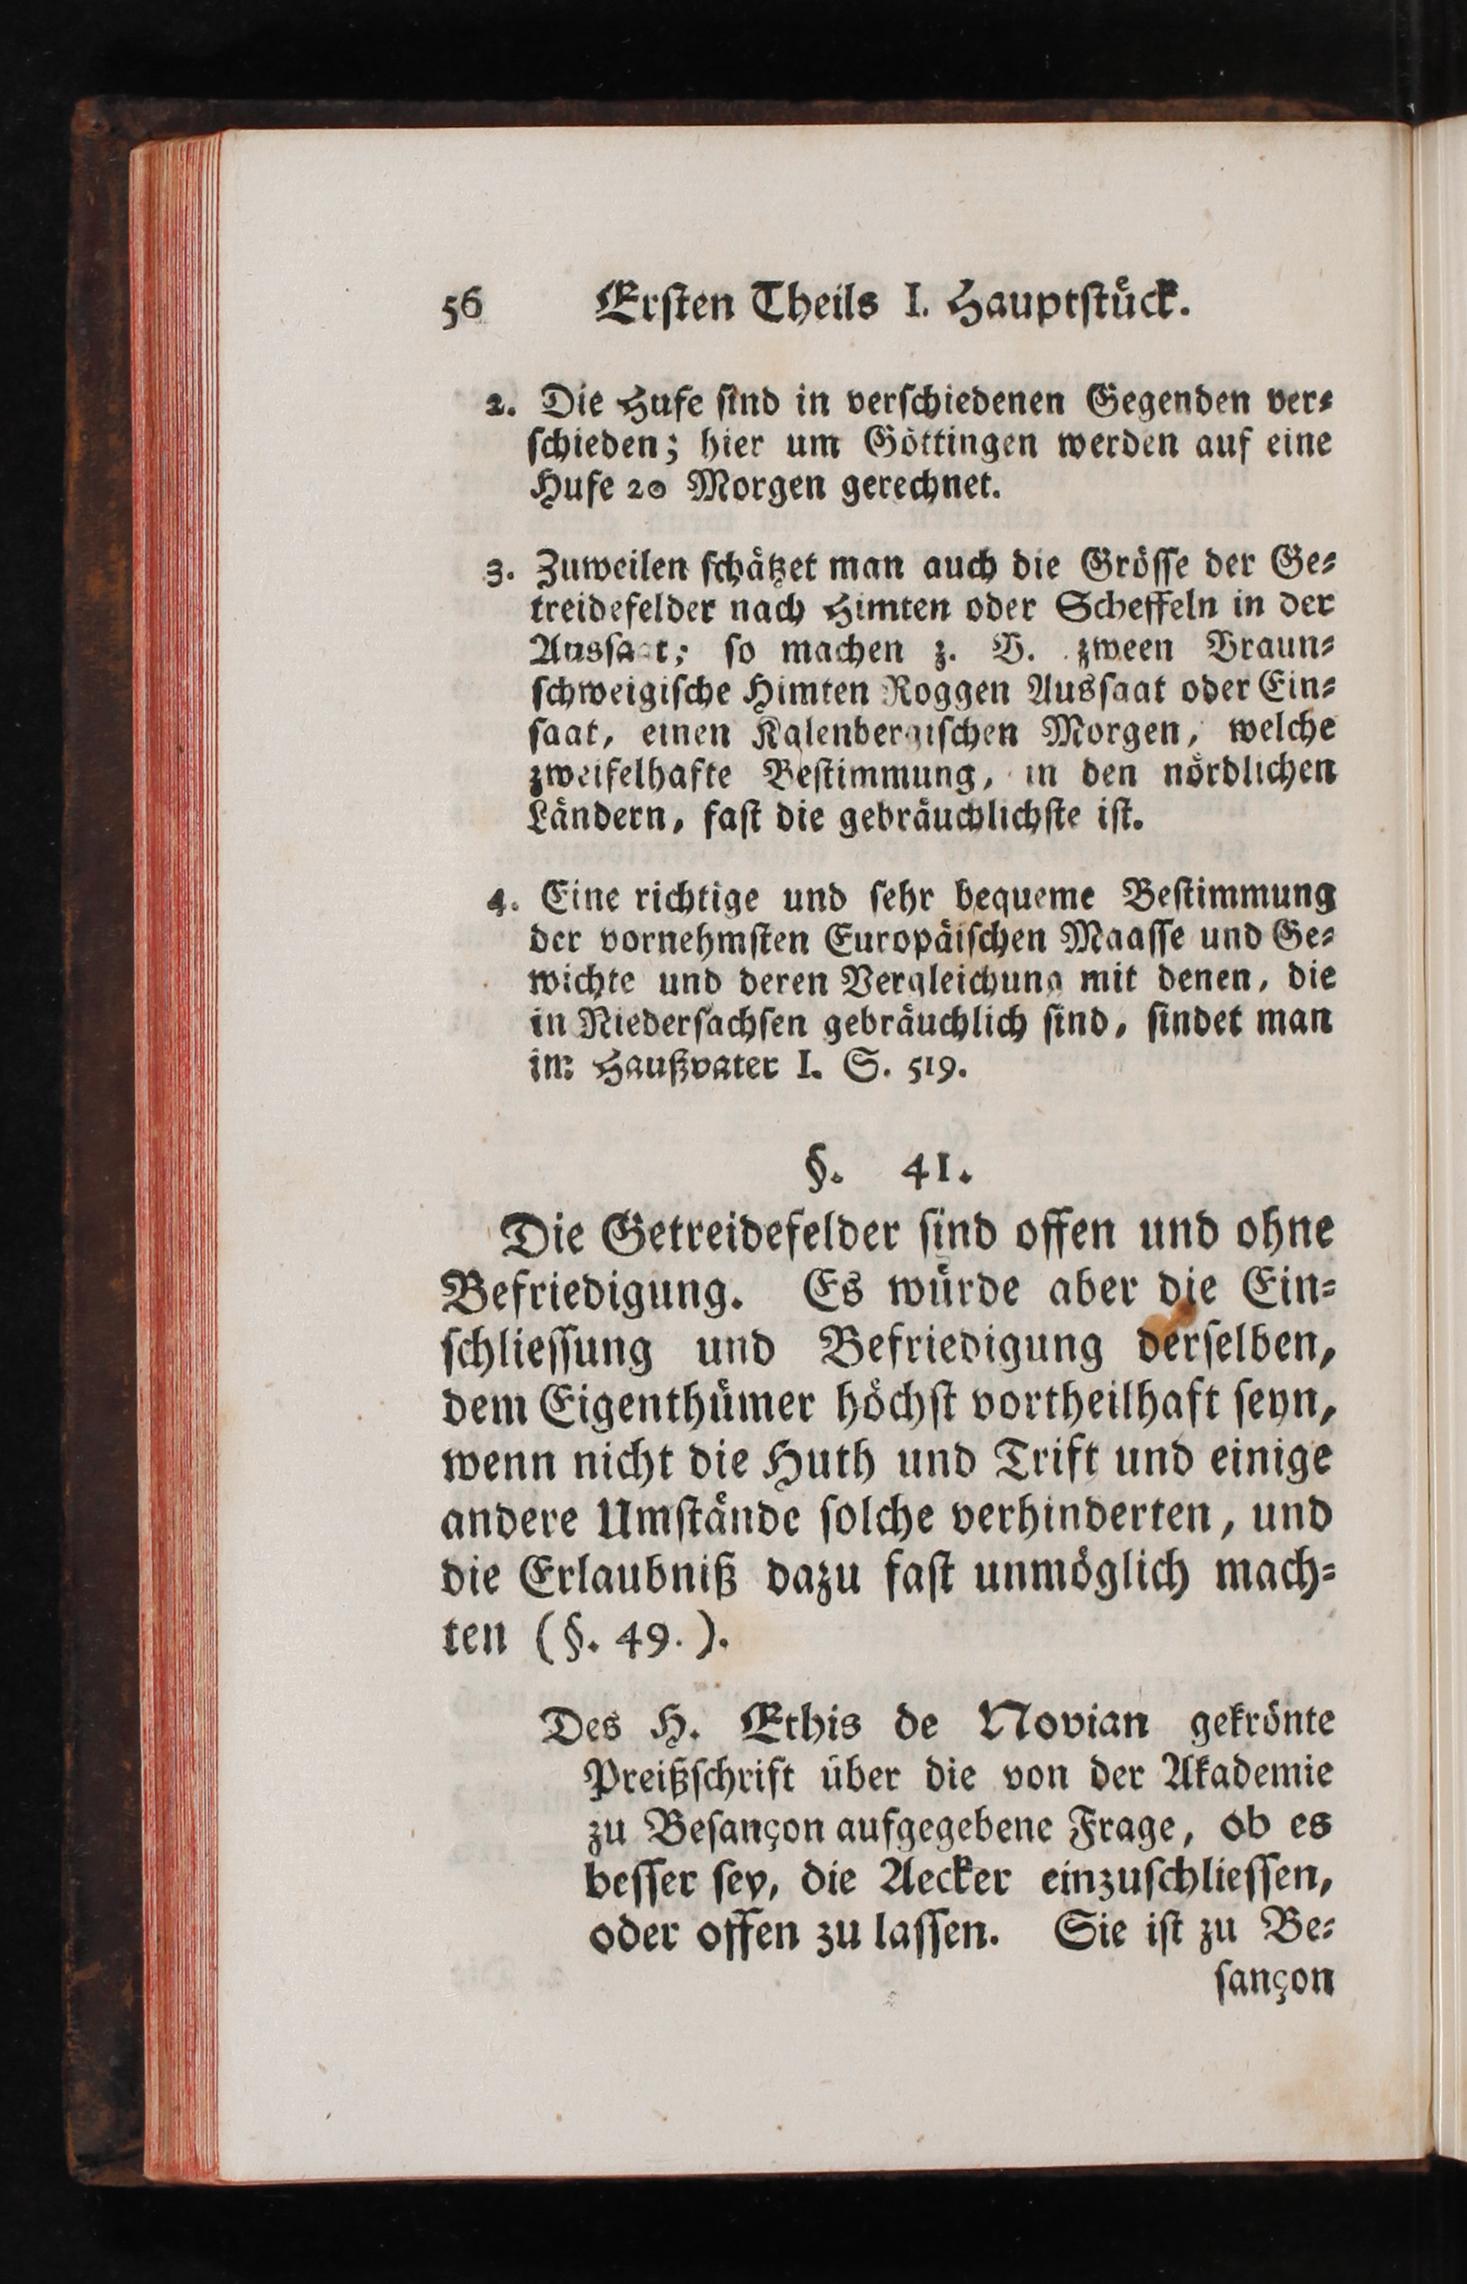 56 Ersten Theils I. Hauptstück.
2. Die Hufe sind in verschiedenen Gegenden ver=
schieden; hier um Göttingen werden auf eine
Hufe 20 Morgen gerechnet.
3. Zuweilen schätzet man auch die Grösse der Ge=
treidefelder nach Himten oder Scheffeln in der
Aussaat; so machen z. B. zween Braun=
schweigische Himten Roggen Aussaat oder Ein=
saat, einen Kalenbergischen Morgen, welche
zweifelhafte Bestimmung, in den nördlichen
Ländern, fast die gebräuchlichste ist.
4. Eine richtige und sehr bequeme Bestimmung
der vornehmsten Europäischen Maasse und Ge=
wichte und deren Vergleichung mit denen, die
in Niedersachsen gebräuchlich sind, findet man
im Haußvater I. S. 519.
§. 41.
Die Getreidefelder sind offen und ohne
Befriedigung. Es würde aber die Ein=
schliessung und Befriedigung derselben,
dem Eigenthümer höchst vortheilhaft seyn,
wenn nicht die Huth und Trift und einige
andere Umstände solche verhinderten, und
die Erlaubniß dazu fast unmöglich mach=
ten (§. 49.).
Des H. Ethis de Novian gekrönte
Preißschrift über die von der Akademie
zu Besançon aufgegebene Frage, ob es
besser sey, die Aecker einzuschliessen,
oder offen zu lassen. Sie ist zu Be=
sançon